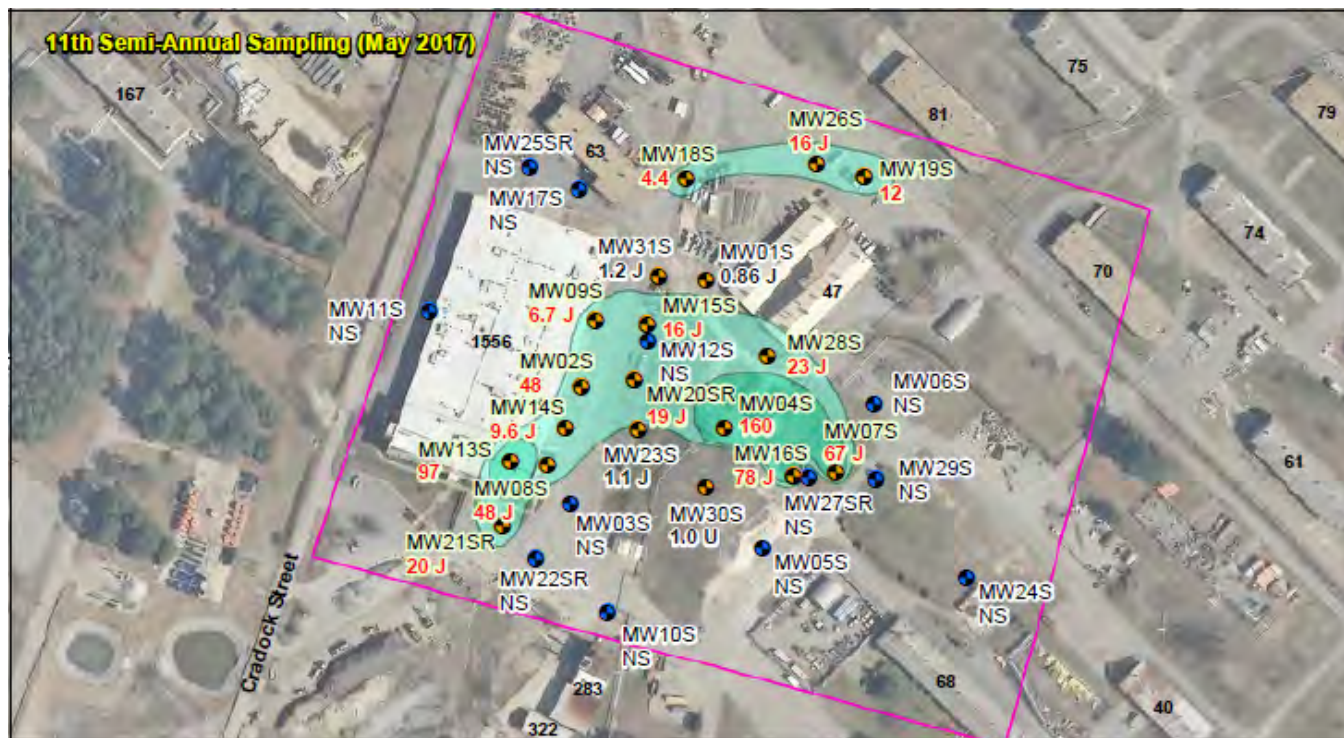 11th Semi-Annual Sampling (May 2017)
167
75
79
81
MW26S
16 J
MW25SR
NS
63
MW18S
4.4
MW19S
12
MW17S
NS
74
MW31S
1.2 J
MW01S
0.86 J
70
47
MW09S
6.7 J
MW15S
16 J
MW11S
NS
1556
MW12S
NS
MW28S
23 J
MW02S
48
MW06S
NS
MW20SR
19 J
MW04S
160
MW14S
9.6 J
MW07S
67 J
61
MW13S
97
MW23S
1.1 J
MW16S
78 J
MW29S
NS
MW08S
48 J
MW27SR
NS
MW30S
1.0 U
MW03S
NS
MW21SR
20 J
MW05S
NS
MW22SR
NS
MW24S
NS
MW10S
NS
Cradock Street
283
68
40
322